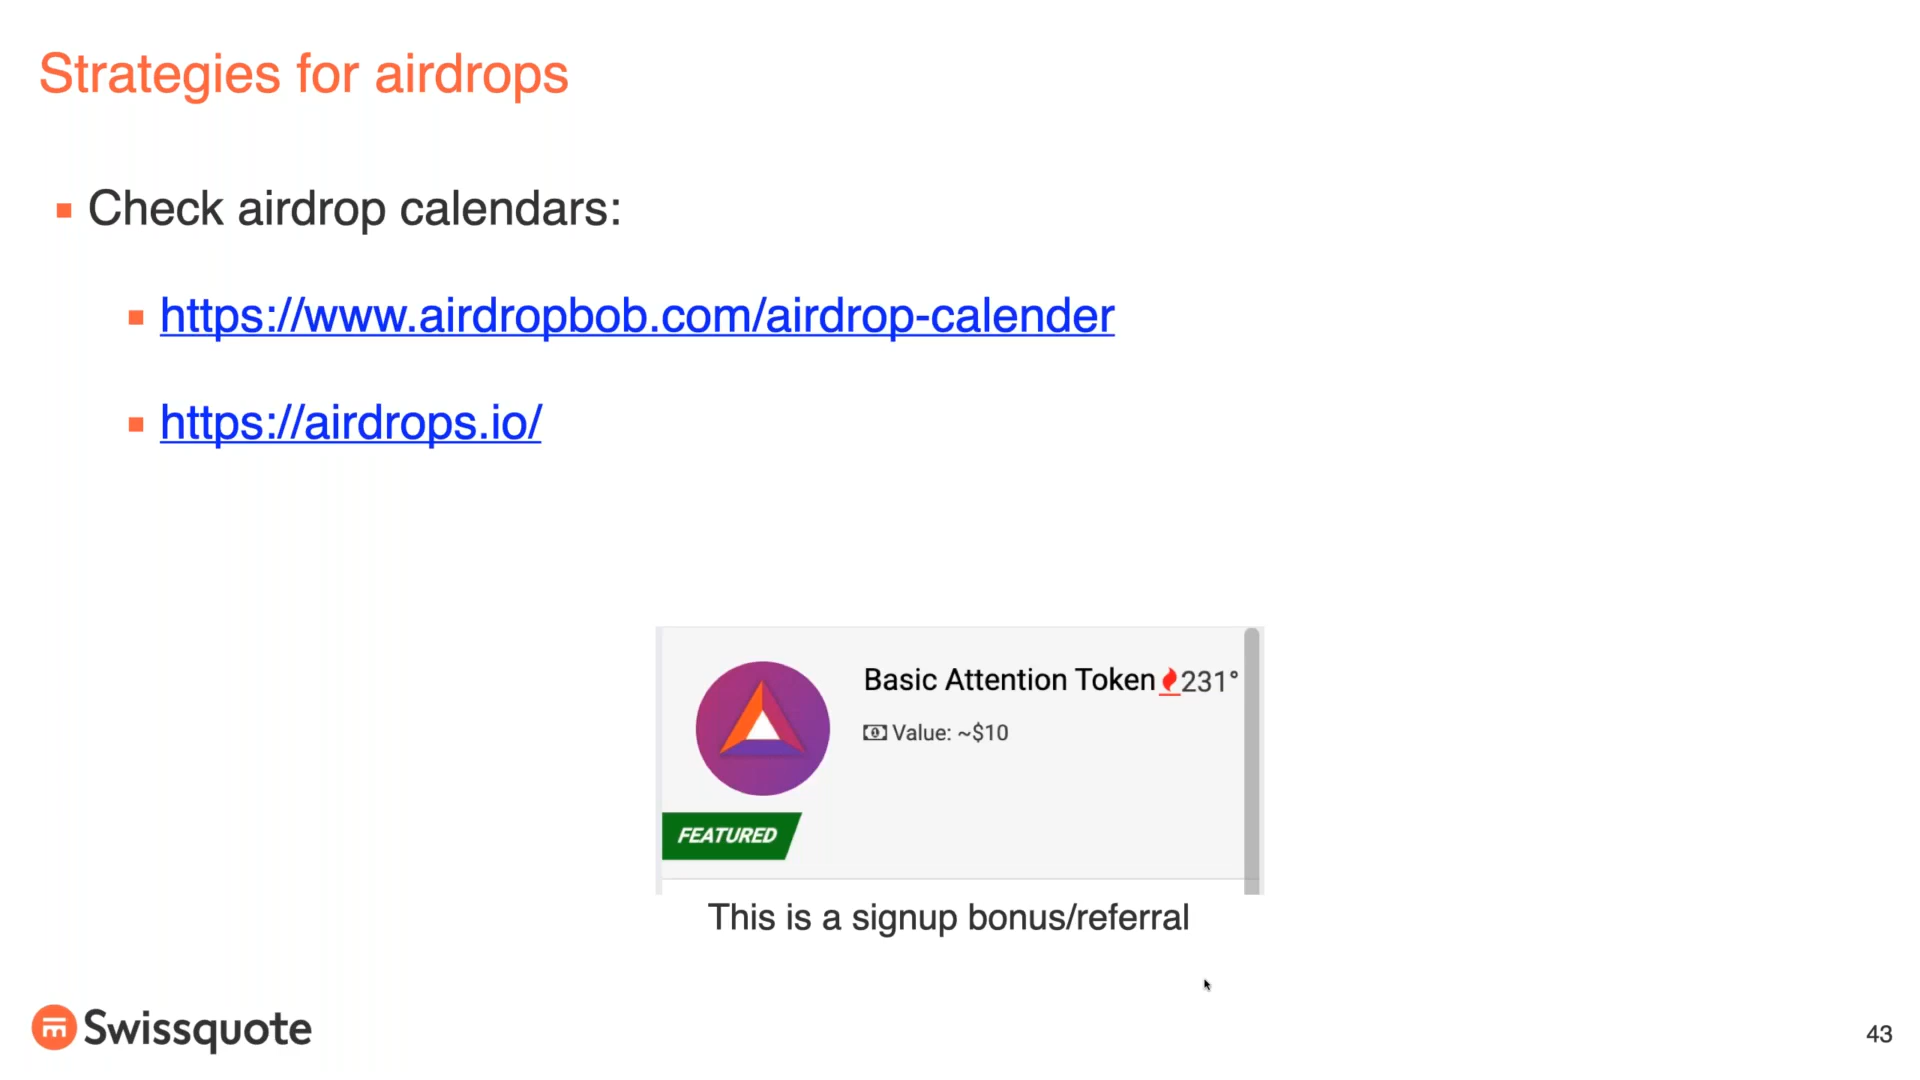 Strategies for airdrops
Check airdrop calendars:
https://www.airdropbob.com/airdrop-calender
https://airdrops.io/
Basic Attention Token 231°
Value: ~$10
FEATURED
This is a signup bonus/referral
Swissquote
43